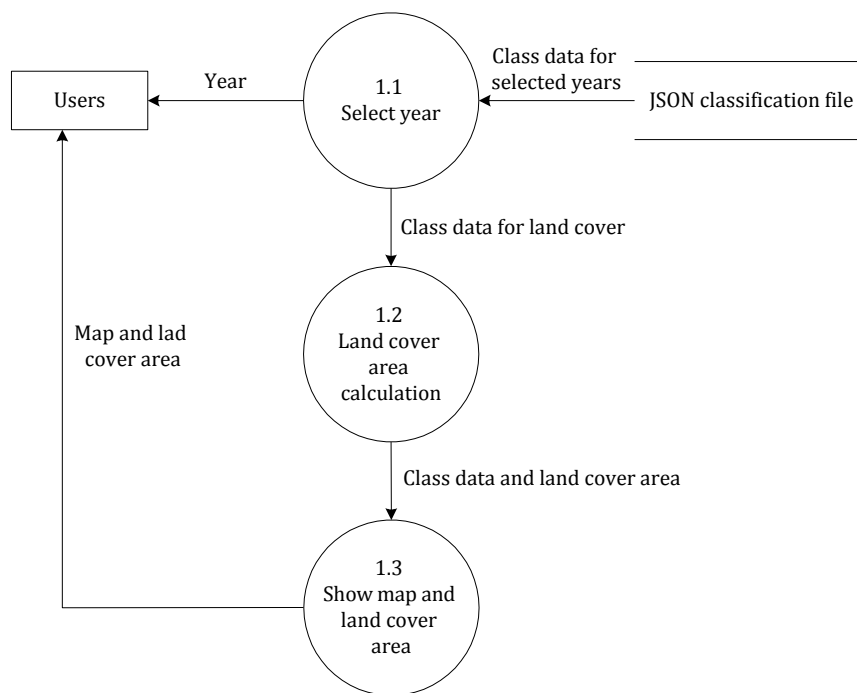 Users
Year
1.1
Select year
Class data for
selected years
JSON classification file
Class data for land cover
1.2
Land cover
area
calculation
Map and lad
cover area
Class data and land cover area
1.3
Show map and
land cover
area